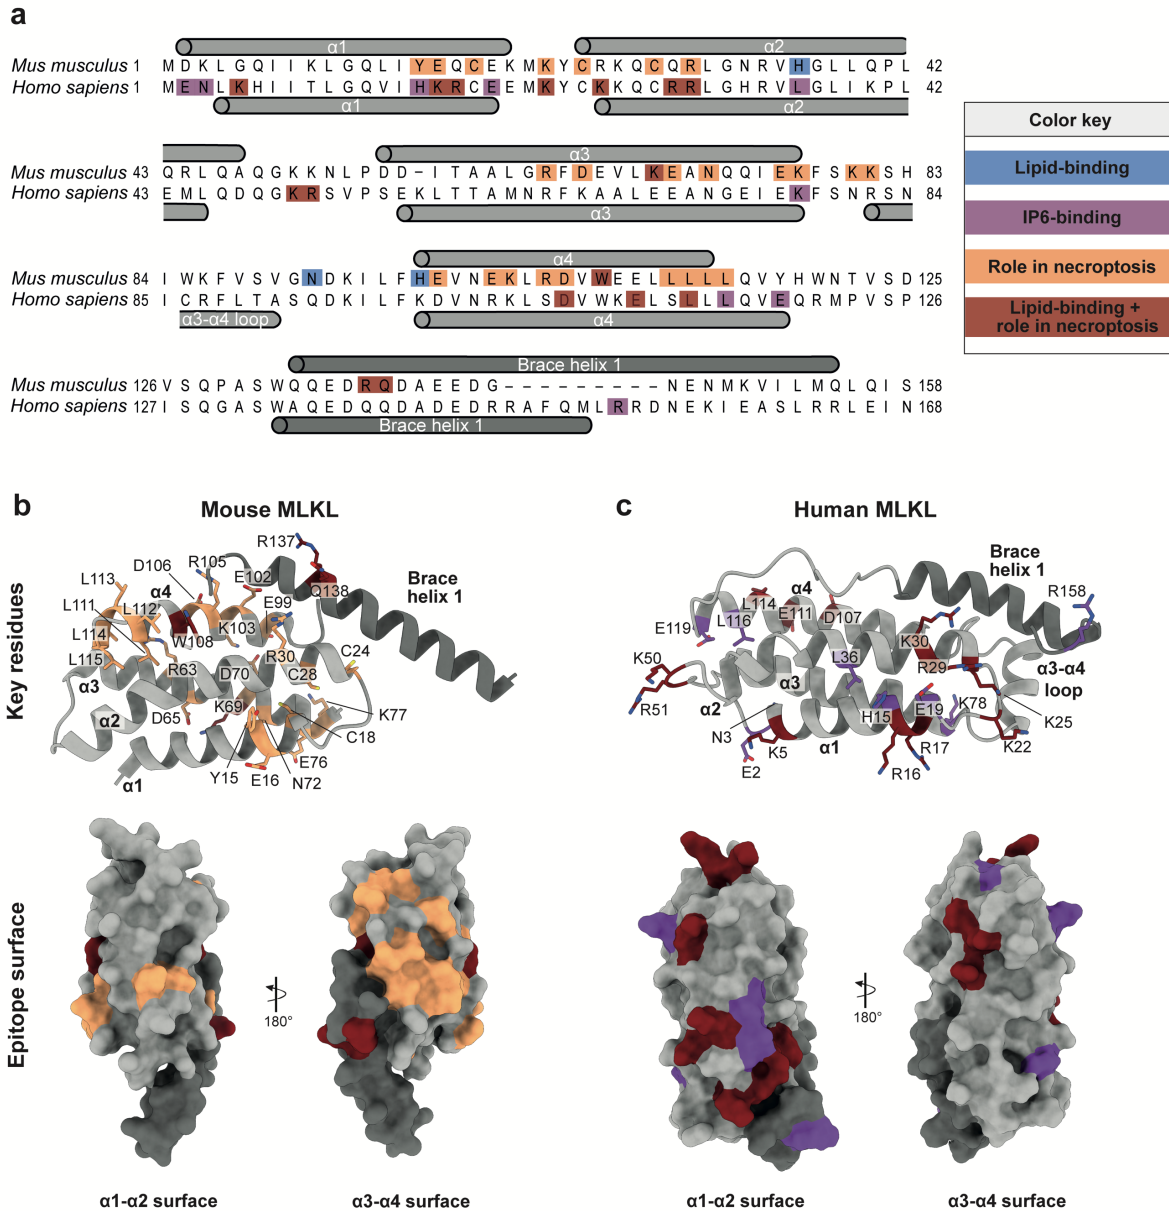 a
α1 α2
Mus musculus 1 M D K L G Q I I K L G Q L I Y E Q C E K M K Y C R K Q C Q R L G N R V H G L L Q P L 42
Homo sapiens 1 M E N L K H I I T L G Q V I H K R C E E M K Y C K K Q C R R L G H R V L G L I K P L 42
α1 α2
α3
Mus musculus 43 Q R L Q A Q G K K N L P D D - I T A A L G R F D E V L K E A N Q Q I E K F S K K S H 83
Homo sapiens 43 E M L Q D Q G K R S V P S E K L T T A M N R F K A A L E E A N G E I E K F S N R S N 84
α3
α4
Mus musculus 84 I W K F V S V G N D K I L F H E V N E K L R D V W E E L L L L L Q V Y H W N T V S D 125
Homo sapiens 85 I C R F L T A S Q D K I L F K D V N R K L S D V W K E L S L L L Q V E Q R M P V S P 126
α3-α4 loop α4
Brace helix 1
Mus musculus 126 V S Q P A S W Q Q E D R Q D A E E D G - - - - - - - - - N E N M K V I L M Q L Q I S 158
Homo sapiens 127 I S Q G A S W A Q E D Q Q D A D E D R R A F Q M L R R D N E K I E A S L R R L E I N 168
Brace helix 1
Color key
Lipid-binding
IP6-binding
Role in necroptosis
Lipid-binding +
role in necroptosis
b
Mouse MLKL
Key residues
R137
R105
D106
E102
L113
α4
Q138
Brace
helix 1
L111
L112
E99
L114
W108
K103
L115
R63
R30
C24
α3
D70
C28
α2
D65
K69
K77
C18
Y15
E16
N72
E76
α1
c
Human MLKL
Brace
helix 1
R158
α4
L114
E111
D107
E119
L116
K30
K50
L36
R29
α3-α4
loop
α3
R51
α2
K78
E19
H15
K25
N3
K5
α1
R17
K22
E2
R16
Epitope surface
180°
180°
α1-α2 surface
α3-α4 surface
α1-α2 surface
α3-α4 surface